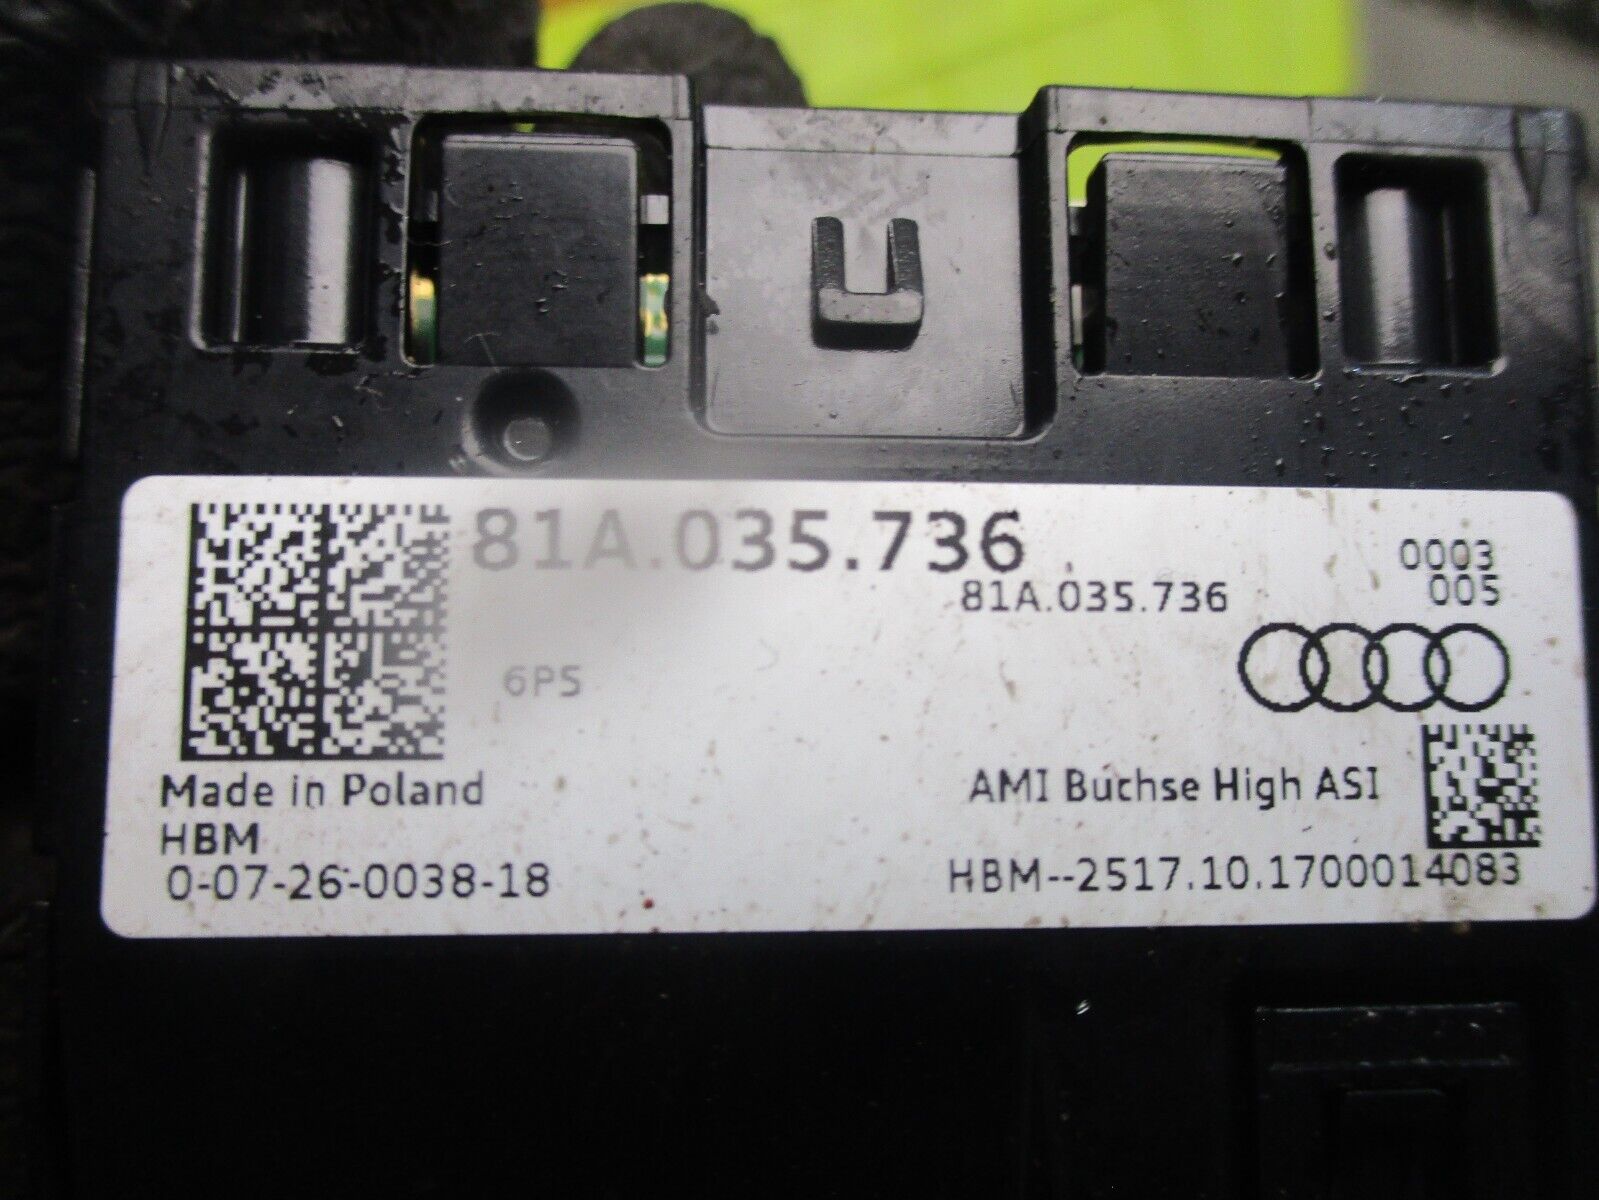 81A.035.736
81A.035.736
0003
005
6PS
Made in Poland
HBM
0-07-26-0038-18
AMI Buchse High ASI
HBM--2517.10.1700014083